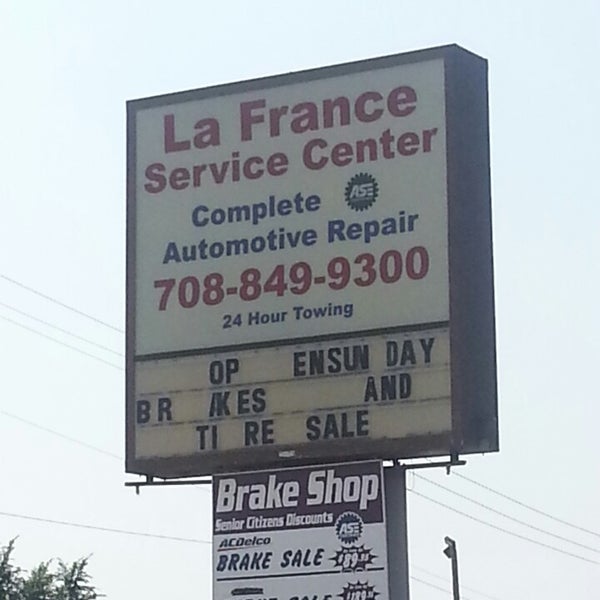 La France
Service Center
Complete ASE
Automotive Repair
708-849-9300
24 Hour Towing
OP ENSUN DAY
BR AKES AND
TI RE SALE
Brake Shop
Senior Citizens Discounts ASE
ACDelco
BRAKE SALE
SALE